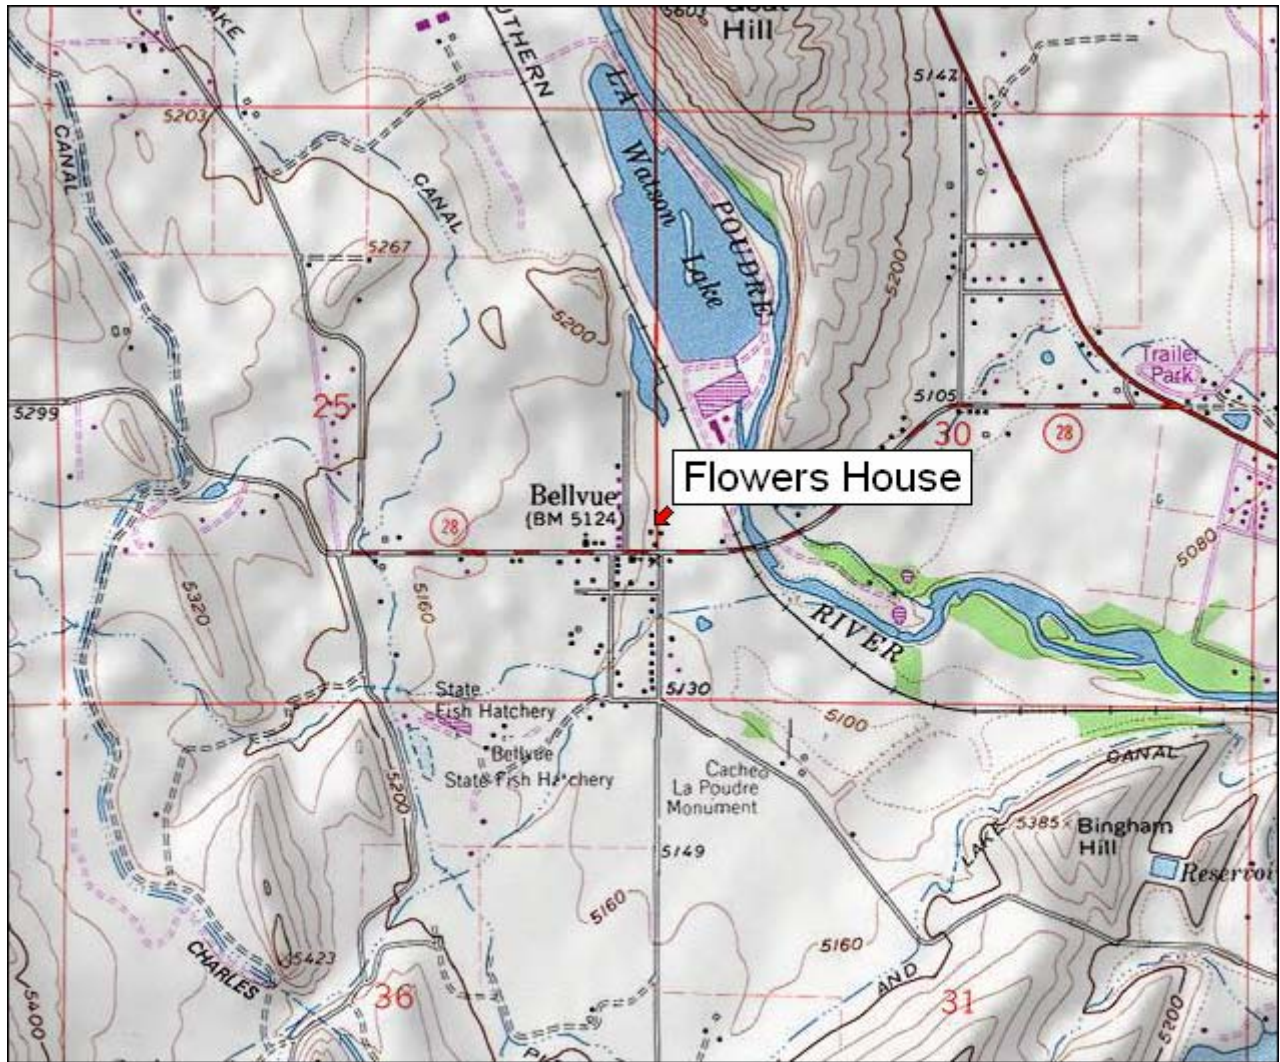 LAKE
UTHERN
5603
Goat
Hill
5142
5203
CANAL
CANAL
LA
POUDRE
Watson
Lake
5267
5200
5200
Trailer
Park
5299
25
5105
30
28
Flowers House
Bellvue
(BM 5124)
28
5080
5320
5160
RIVER
State
Fish Hatchery
5130
5100
Bellvue
State Fish Hatchery
CANAL
Cache
La Poudre
Monument
5200
5385
Bingham
Hill
LAKE
5149
Reservoi
5160
5160
CHARLES
5423
AND
36
31
5400
5200